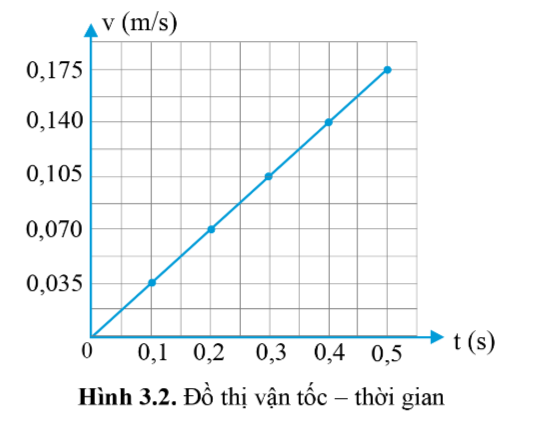 v (m/s)
0,175
0,140
0,105
0,070
0,035
0 0,1 0,2 0,3 0,4 0,5 t (s)
Hình 3.2. Đồ thị vận tốc – thời gian